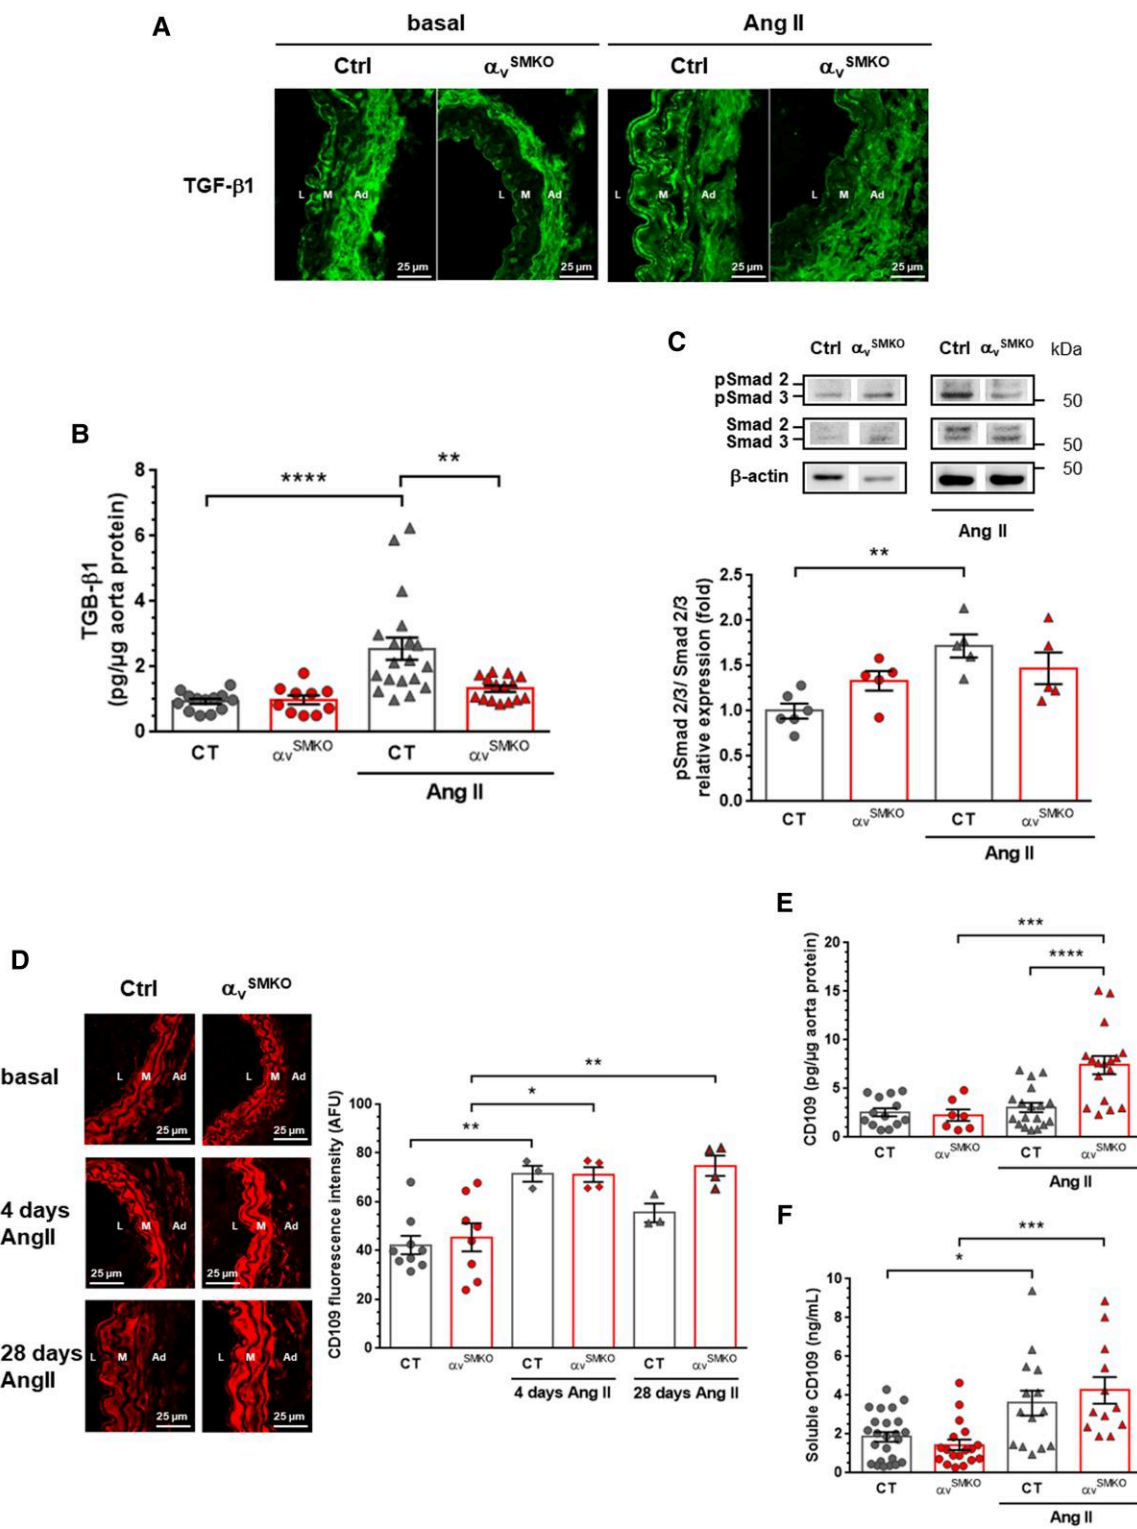 A
basal
Ang II
Ctrl
αvSMKO
Ctrl
αvSMKO
TGF-β1
L M Ad
25 µm
L M Ad
25 µm
L M Ad
25 µm
L M Ad
25 µm
B
TGB-β1
(pg/µg aorta protein)
8
6
4
2
0
****
**
CT
αvSMKO
CT
αvSMKO
Ang II
C
Ctrl αvSMKO
Ctrl αvSMKO
kDa
pSmad 2
pSmad 3
50
Smad 2
Smad 3
50
β-actin
50
Ang II
pSmad 2/3/ Smad 2/3
relative expression (fold)
2.5
2.0
1.5
1.0
0.5
0.0
**
CT
αvSMKO
CT
αvSMKO
Ang II
D
Ctrl
αvSMKO
basal
L M Ad
25 µm
L M Ad
25 µm
4 days
AngII
L M Ad
25 µm
L M Ad
25 µm
28 days
AngII
L M Ad
25 µm
L M Ad
25 µm
CD109 fluorescence intensity (AFU)
100
80
60
40
20
0
**
*
**
CT
αvSMKO
CT
αvSMKO
CT
αvSMKO
4 days Ang II
28 days Ang II
E
CD109 (pg/µg aorta protein)
20
15
10
5
0
***
****
CT
αvSMKO
CT
αvSMKO
Ang II
F
Soluble CD109 (ng/mL)
10
8
6
4
2
0
***
*
CT
αvSMKO
CT
αvSMKO
Ang II